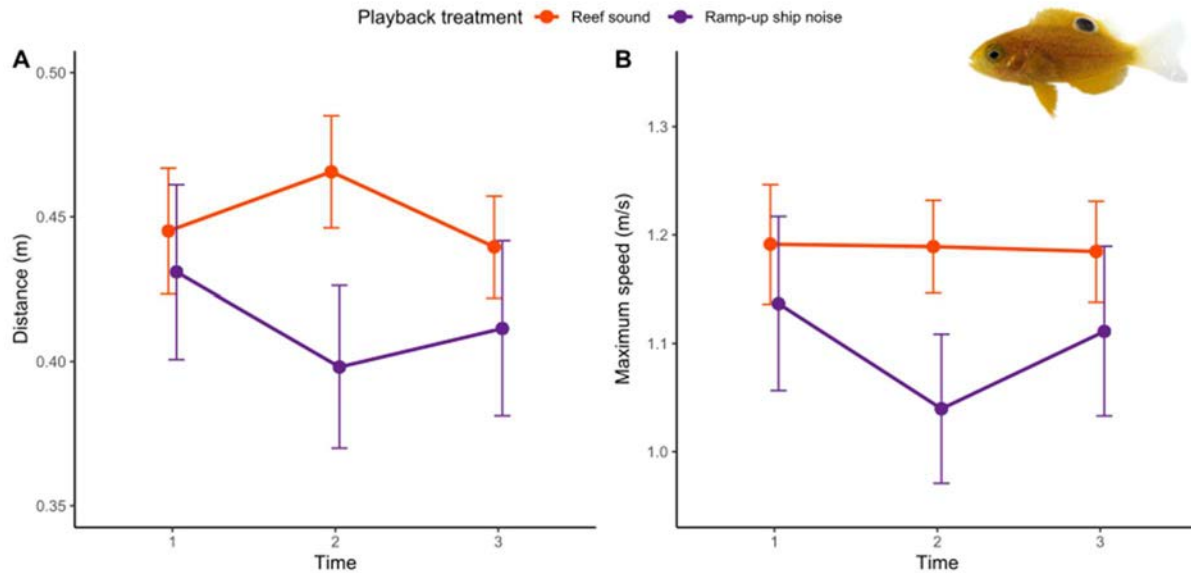 Playback treatment Reef sound Ramp-up ship noise
A
0.50
0.45
0.40
0.35
Distance (m)
1 2 3
Time
B
1.3
1.2
1.1
1.0
Maximum speed (m/s)
1 2 3
Time